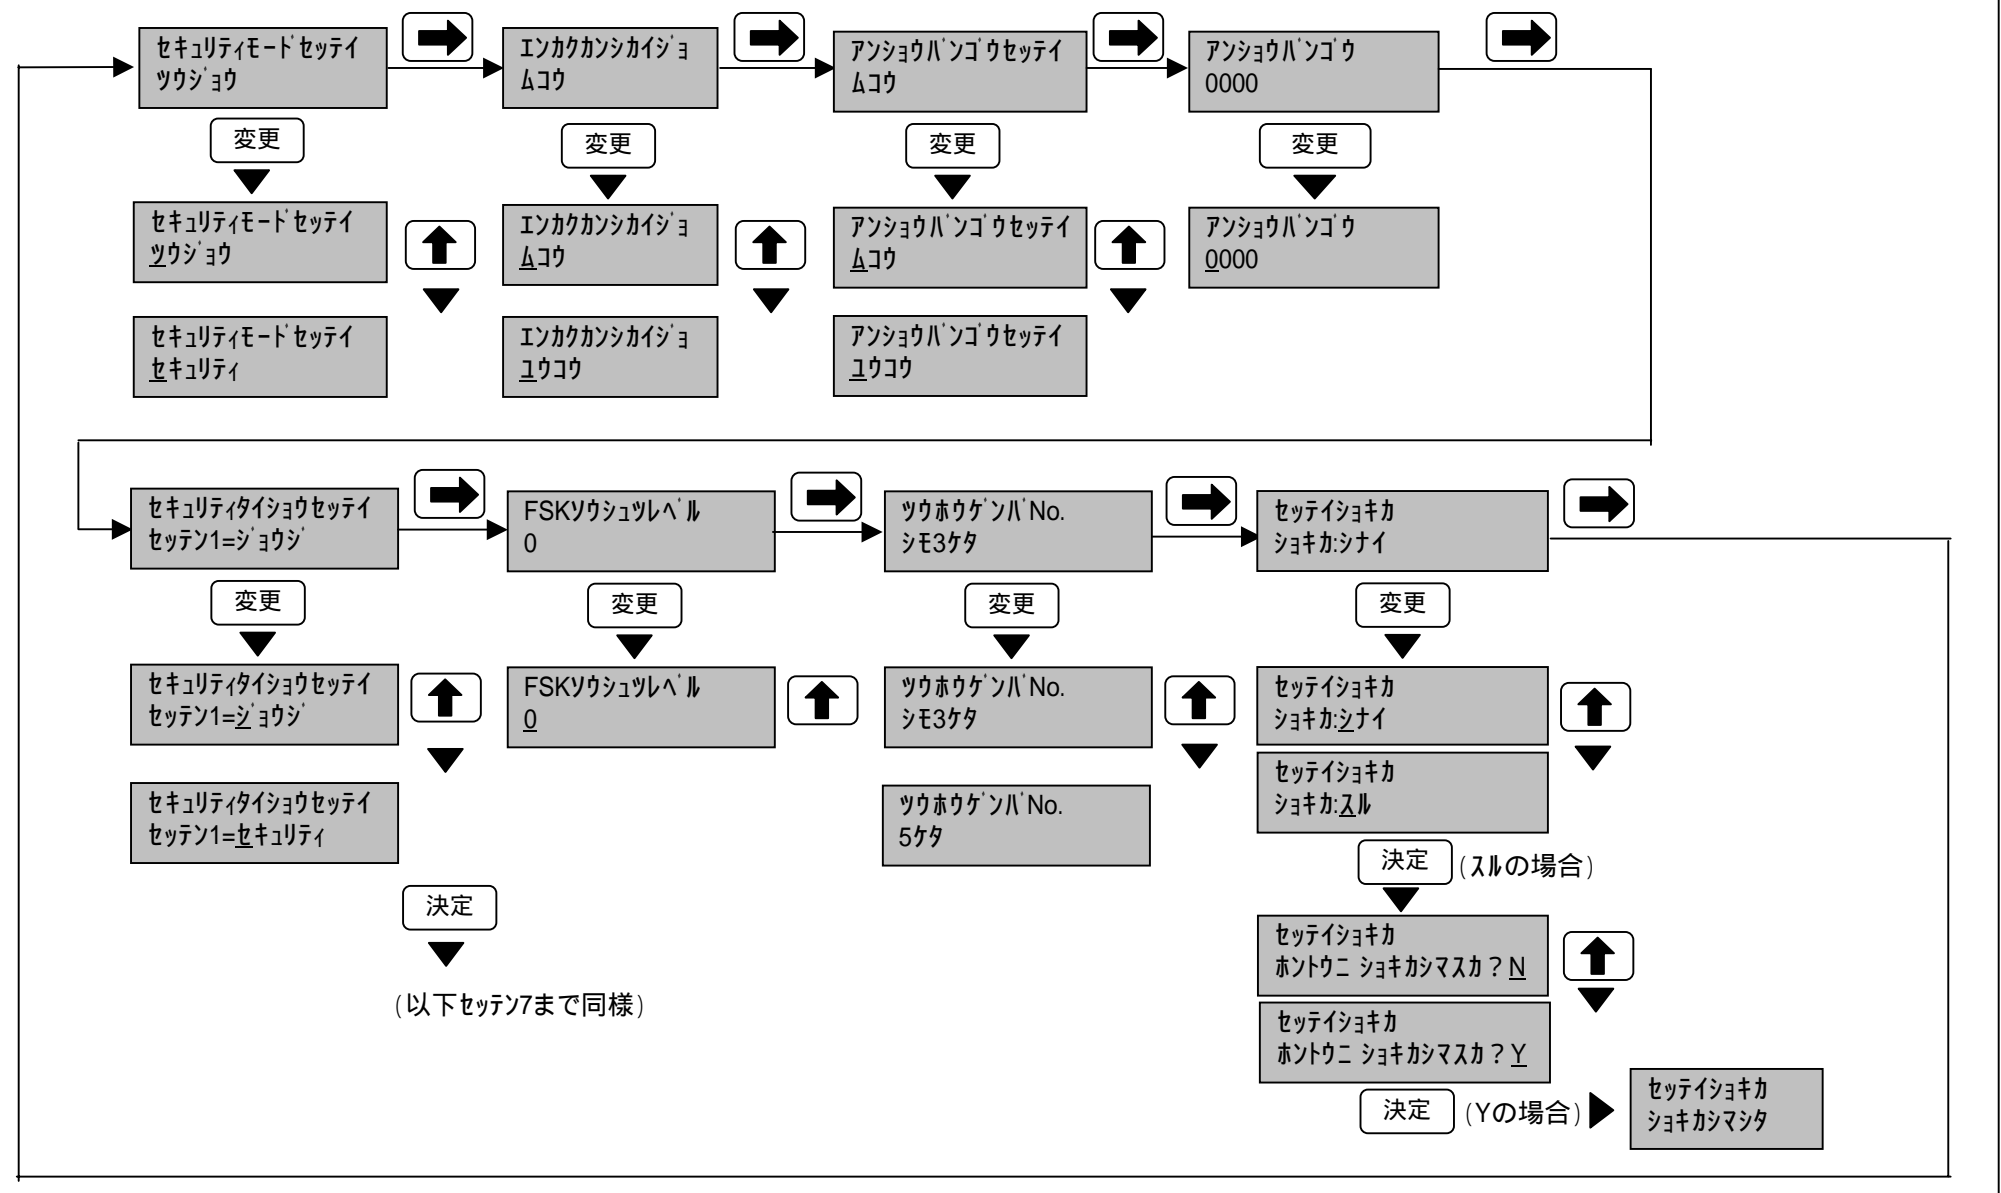 ｾｷｭﾘﾃｨﾓｰﾄﾞｾｯﾃｲ
ﾂｳｼﾞｮｳ
ｴﾝｶｸｶﾝｼｶｲｼﾞｮ
ﾑｺｳ
ｱﾝｼｮｳﾊﾞﾝｺﾞｳｾｯﾃｲ
ﾑｺｳ
ｱﾝｼｮｳﾊﾞﾝｺﾞｳ
0000
変更
変更
変更
変更
ｾｷｭﾘﾃｨﾓｰﾄﾞｾｯﾃｲ
ﾂｳｼﾞｮｳ
ｴﾝｶｸｶﾝｼｶｲｼﾞｮ
ﾑｺｳ
ｱﾝｼｮｳﾊﾞﾝｺﾞｳｾｯﾃｲ
ﾑｺｳ
ｱﾝｼｮｳﾊﾞﾝｺﾞｳ
0000
ｾｷｭﾘﾃｨﾓｰﾄﾞｾｯﾃｲ
ｾｷｭﾘﾃｨ
ｴﾝｶｸｶﾝｼｶｲｼﾞｮ
ﾕｳｺｳ
ｱﾝｼｮｳﾊﾞﾝｺﾞｳｾｯﾃｲ
ﾕｳｺｳ
ｾｷｭﾘﾃｨﾀｲｼｮｳｾｯﾃｲ
ｾｯﾃﾝ1=ｼﾞｮｳｼﾞ
FSKｿｳｼｭﾂﾚﾍﾞﾙ
0
ﾂｳﾎｳｹﾞﾝﾊﾞNo.
ｼﾓ3ｹﾀ
ｾｯﾃｲｼｮｷｶ
ｼｮｷｶ:ｼﾅｲ
変更
変更
変更
変更
ｾｷｭﾘﾃｨﾀｲｼｮｳｾｯﾃｲ
ｾｯﾃﾝ1=ｼﾞｮｳｼﾞ
FSKｿｳｼｭﾂﾚﾍﾞﾙ
0
ﾂｳﾎｳｹﾞﾝﾊﾞNo.
ｼﾓ3ｹﾀ
ｾｯﾃｲｼｮｷｶ
ｼｮｷｶ:ｼﾅｲ
ｾｷｭﾘﾃｨﾀｲｼｮｳｾｯﾃｲ
ｾｯﾃﾝ1=ｾｷｭﾘﾃｨ
ﾂｳﾎｳｹﾞﾝﾊﾞNo.
5ｹﾀ
ｾｯﾃｲｼｮｷｶ
ｼｮｷｶ:ｽﾙ
決定 (ｽﾙの場合)
決定
(以下ｾｯﾃﾝ7まで同様)
ｾｯﾃｲｼｮｷｶ
ﾎﾝﾄｳﾆ ｼｮｷｶｼﾏｽｶ？N
ｾｯﾃｲｼｮｷｶ
ﾎﾝﾄｳﾆ ｼｮｷｶｼﾏｽｶ？Y
決定 (Yの場合)
ｾｯﾃｲｼｮｷｶ
ｼｮｷｶｼﾏｼﾀ